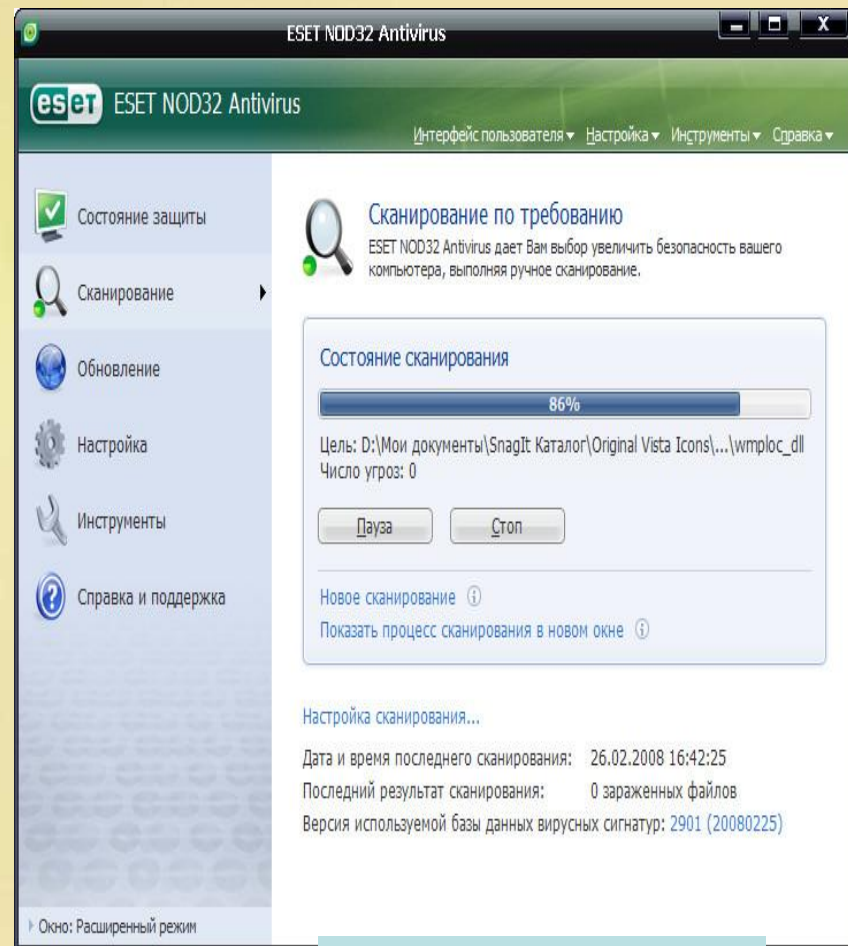 ESET NOD32 Antivirus
X
eset ESET NOD32 Antivirus
Интерфейс пользователя Настройка Инструменты Справка
Состояние защиты
Сканирование
Обновление
Настройка
Инструменты
Справка и поддержка
Сканирование по требованию
ESET NOD32 Antivirus дает Вам выбор увеличить безопасность вашего
компьютера, выполняя ручное сканирование.
Состояние сканирования
86%
Цель: D:\Мои документы\SnagIt Каталог\Original Vista Icons\...\wmploc_dll
Число угроз: 0
Пауза Стоп
Новое сканирование
Показать процесс сканирования в новом окне
Настройка сканирования...
Дата и время последнего сканирования: 26.02.2008 16:42:25
Последний результат сканирования: 0 зараженных файлов
Версия используемой базы данных вирусных сигнатур: 2901 (20080225)
Окно: Расширенный режим